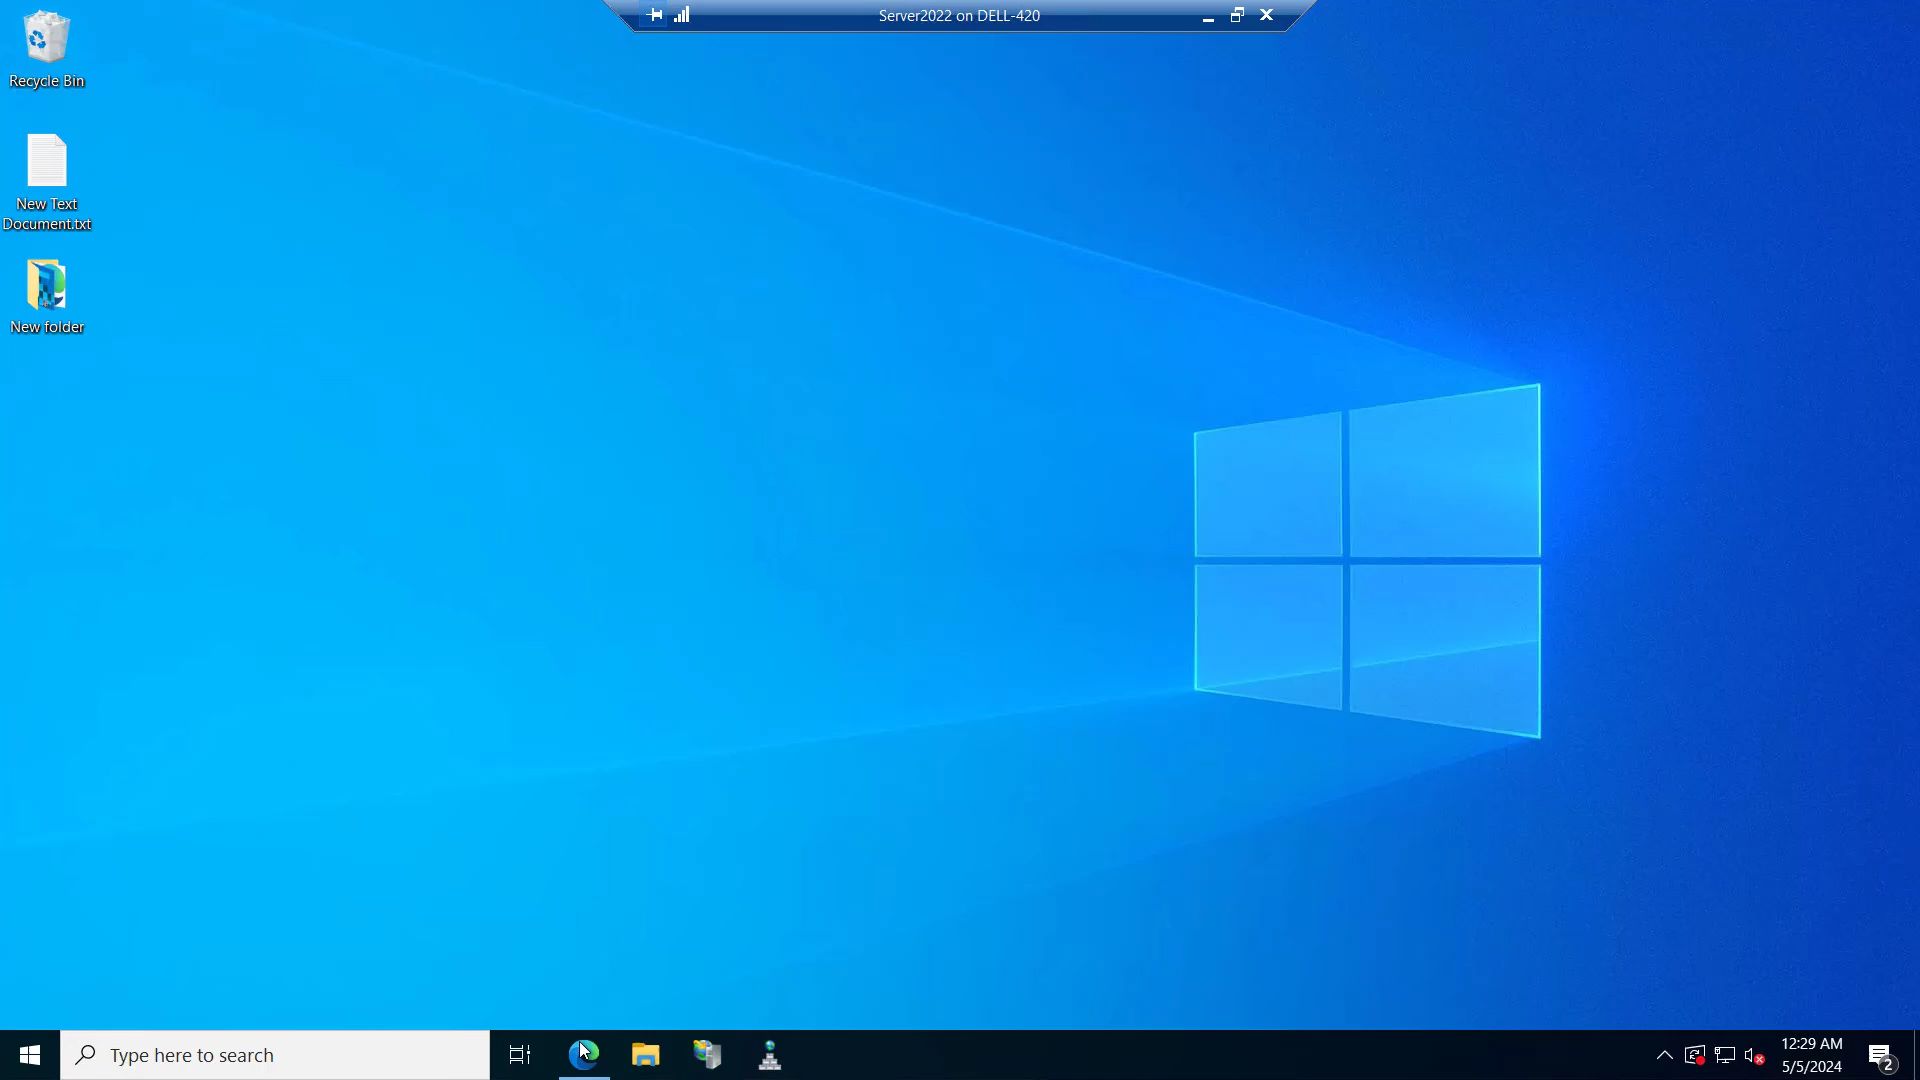 Server2022 on DELL-420
Recycle Bin
New Text
Document.txt
New folder
Type here to search
12:29 AM
5/5/2024
2